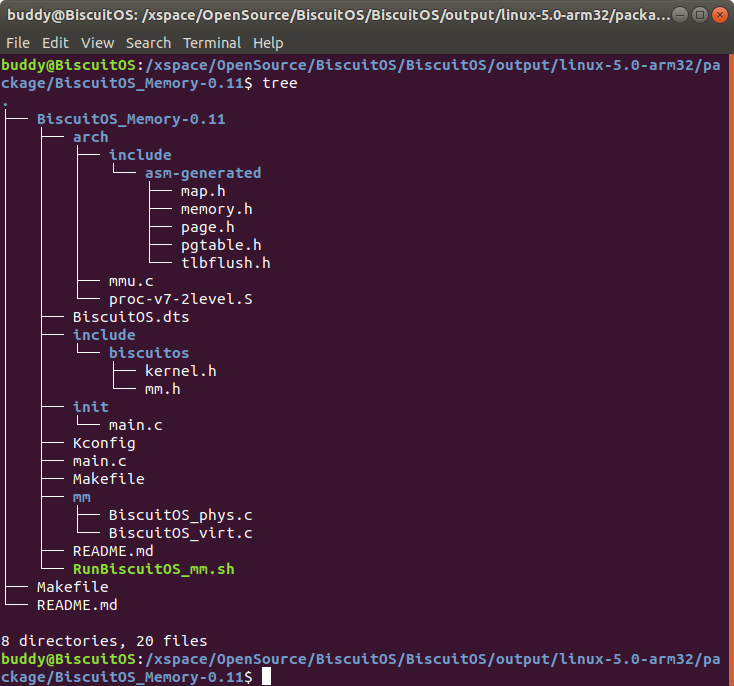 buddy@BiscuitOS: /xspace/OpenSource/BiscuitOS/BiscuitOS/output/linux-5.0-arm32/packa...
File Edit View Search Terminal Help
buddy@BiscuitOS:/xspace/OpenSource/BiscuitOS/BiscuitOS/output/linux-5.0-arm32/pa
ckage/BiscuitOS_Memory-0.11$ tree
.
├── BiscuitOS_Memory-0.11
│   ├── arch
│   │   ├── include
│   │   │   └── asm-generated
│   │   │       ├── map.h
│   │   │       ├── memory.h
│   │   │       ├── page.h
│   │   │       ├── pgtable.h
│   │   │       └── tlbflush.h
│   │   ├── mmu.c
│   │   └── proc-v7-2level.S
│   ├── BiscuitOS.dts
│   ├── include
│   │   └── biscuitos
│   │       ├── kernel.h
│   │       └── mm.h
│   ├── init
│   │   └── main.c
│   ├── Kconfig
│   ├── main.c
│   ├── Makefile
│   ├── mm
│   │   ├── BiscuitOS_phys.c
│   │   └── BiscuitOS_virt.c
│   ├── README.md
│   └── RunBiscuitOS_mm.sh
├── Makefile
└── README.md
8 directories, 20 files
buddy@BiscuitOS:/xspace/OpenSource/BiscuitOS/BiscuitOS/output/linux-5.0-arm32/pa
ckage/BiscuitOS_Memory-0.11$